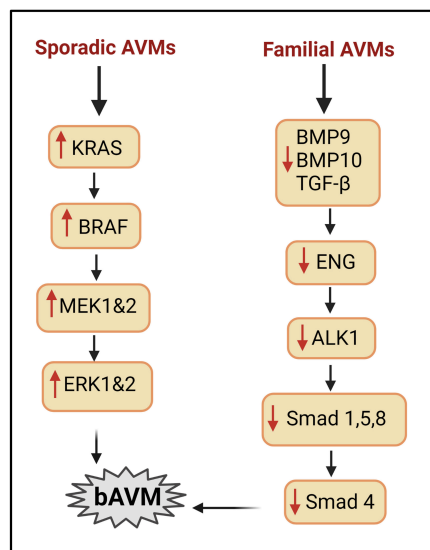 Sporadic AVMs
KRAS
BRAF
MEK1&2
ERK1&2
bAVM
Familial AVMs
BMP9
BMP10
TGF-β
ENG
ALK1
Smad 1,5,8
Smad 4